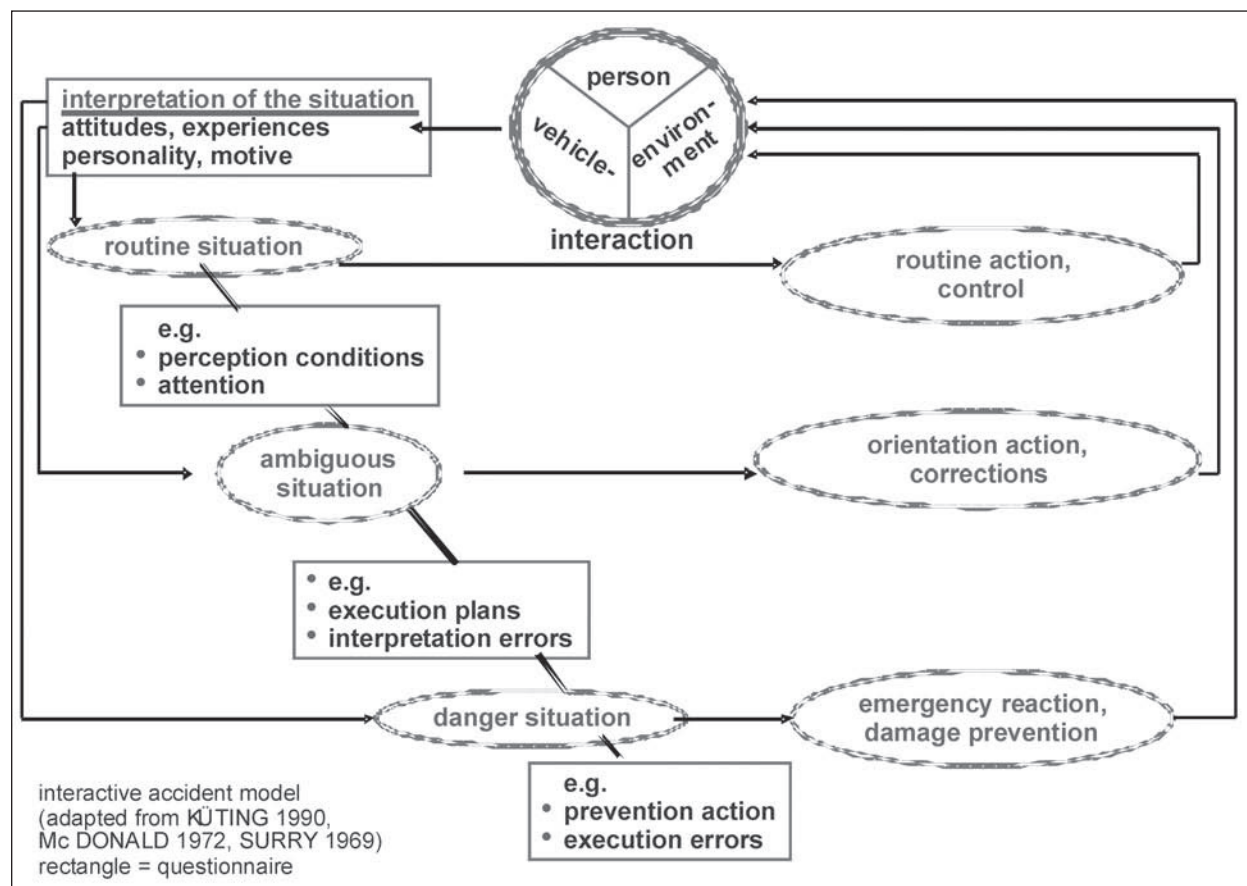 person
vehicle-
environ-
ment
interaction
interpretation of the situation
attitudes, experiences
personality, motive
routine situation
routine action,
control
e.g.
• perception conditions
• attention
ambiguous
situation
orientation action,
corrections
• e.g.
• execution plans
• interpretation errors
danger situation
emergency reaction,
damage prevention
e.g.
• prevention action
• execution errors
interactive accident model
(adapted from KÜTING 1990,
Mc DONALD 1972, SURRY 1969)
rectangle = questionnaire